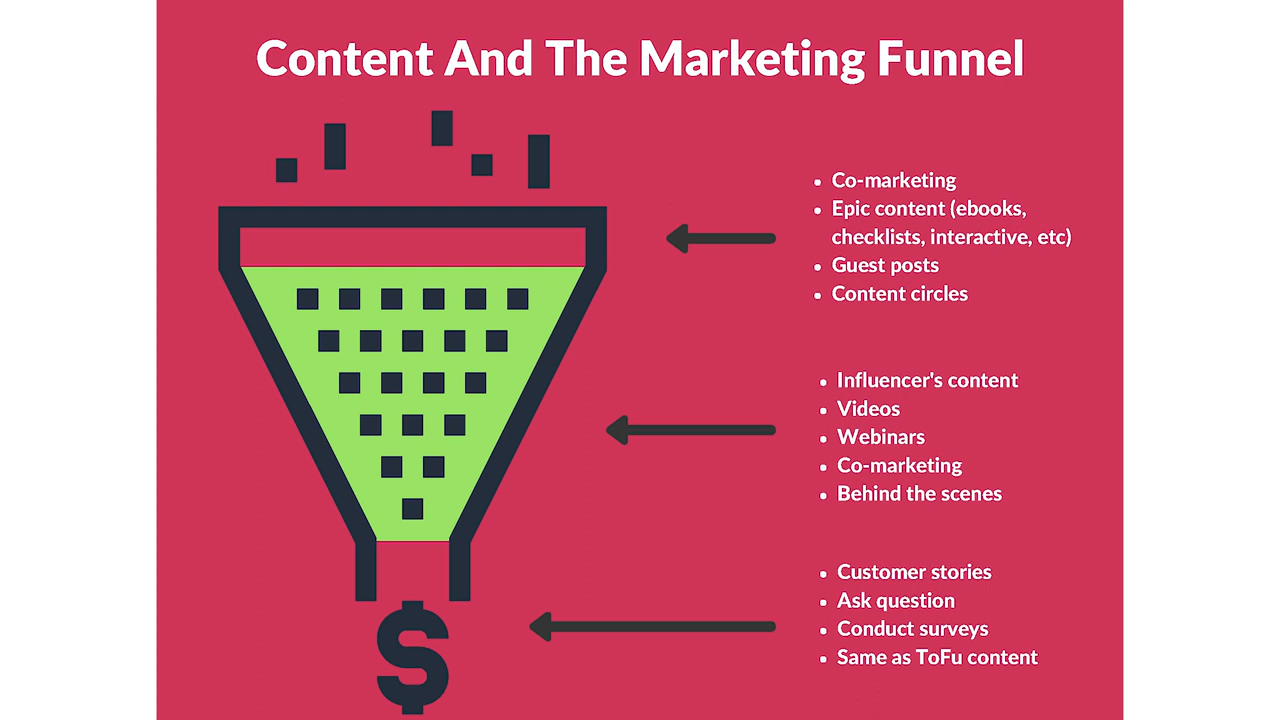 Content And The Marketing Funnel
• Co-marketing
• Epic content (ebooks,
checklists, interactive, etc)
• Guest posts
• Content circles
• Influencer's content
• Videos
• Webinars
• Co-marketing
• Behind the scenes
• Customer stories
• Ask question
• Conduct surveys
• Same as ToFu content
$